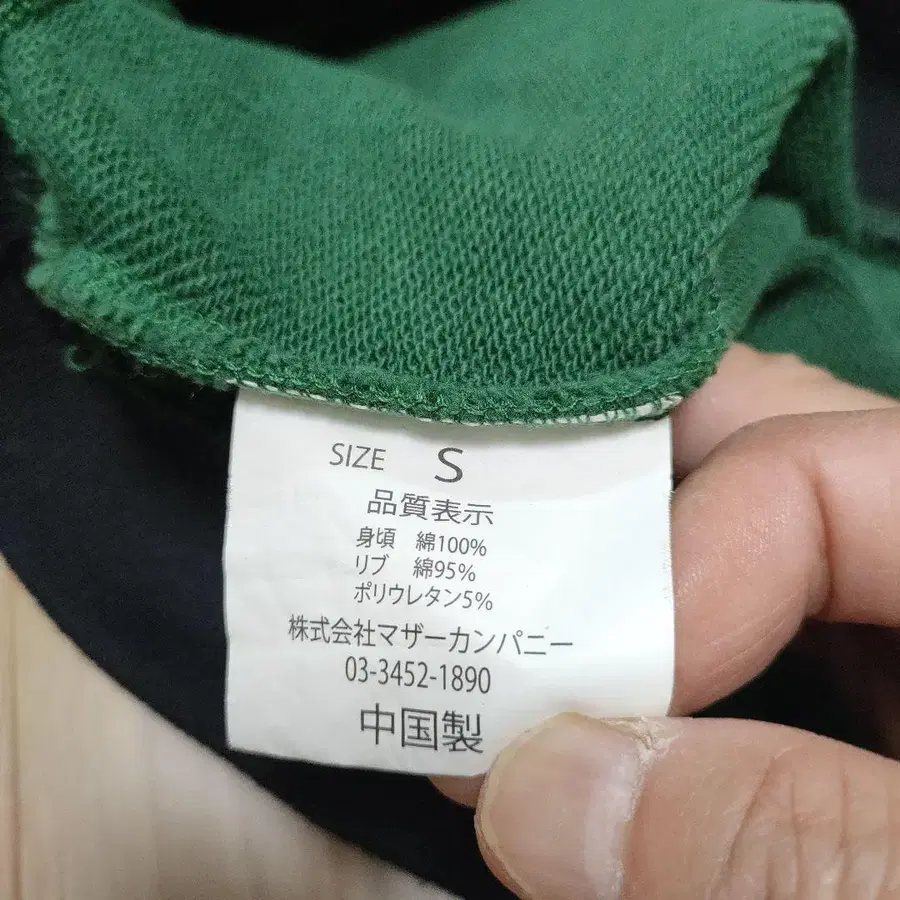 SIZE S
品質表示
身頃 綿100%
リブ 綿95%
ポリウレタン5%
株式会社マザーカンパニー
03-3452-1890
中国製